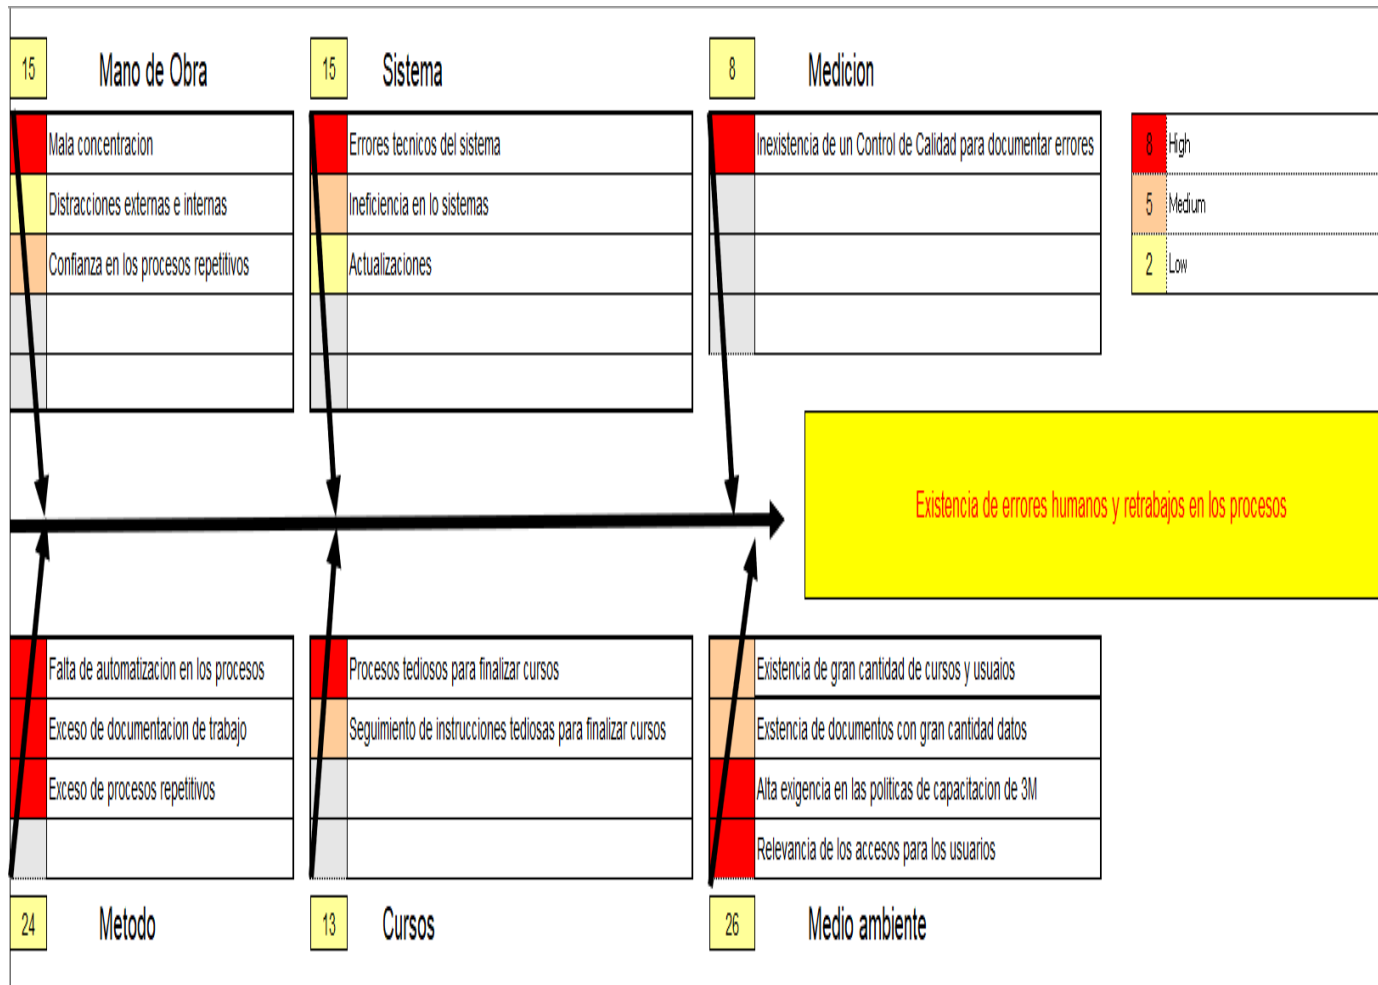 15 Mano de Obra
Mala concentracion
Distracciones externas e internas
Confianza en los procesos repetitivos
15 Sistema
Errores tecnicos del sistema
Ineficiencia en lo sistemas
Actualizaciones
8 Medicion
Inexistencia de un Control de Calidad para documentar errores
8 High
5 Medium
2 Low
Existencia de errores humanos y retrabajos en los procesos
Falta de automatizacion en los procesos
Exceso de documentacion de trabajo
Exceso de procesos repetitivos
24 Metodo
Procesos tediosos para finalizar cursos
Seguimiento de instrucciones tediosas para finalizar cursos
13 Cursos
Existencia de gran cantidad de cursos y usuaios
Exstencia de documentos con gran cantidad datos
Alta exigencia en las politicas de capacitacion de 3M
Relevancia de los accesos para los usuarios
26 Medio ambiente